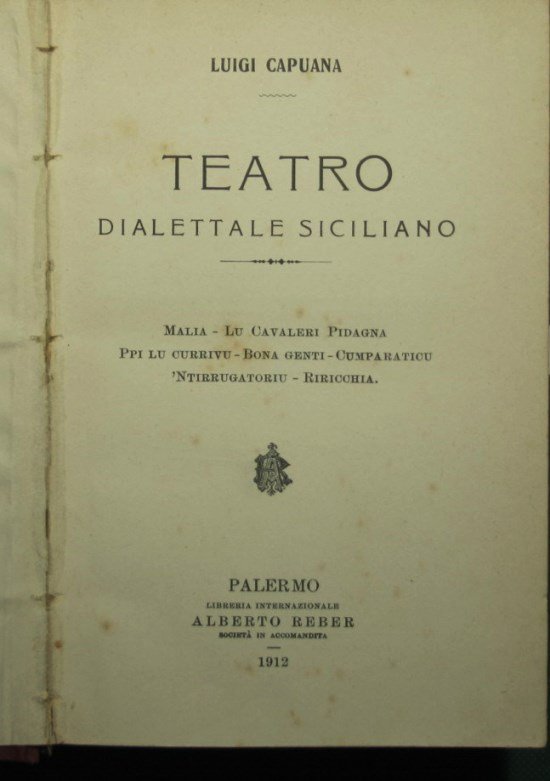 LUIGI CAPUANA
TEATRO
DIALETTALE SICILIANO
MALIA - LU CAVALERI PIDAGNA
PPI LU CURRIVU - BONA GENTI - CUMPARATICU
'NTIRRUGATORIU - RIRICCHIA.
PALERMO
LIBRERIA INTERNAZIONALE
ALBERTO REBER
SOCIETÀ IN ACCOMANDITA
1912